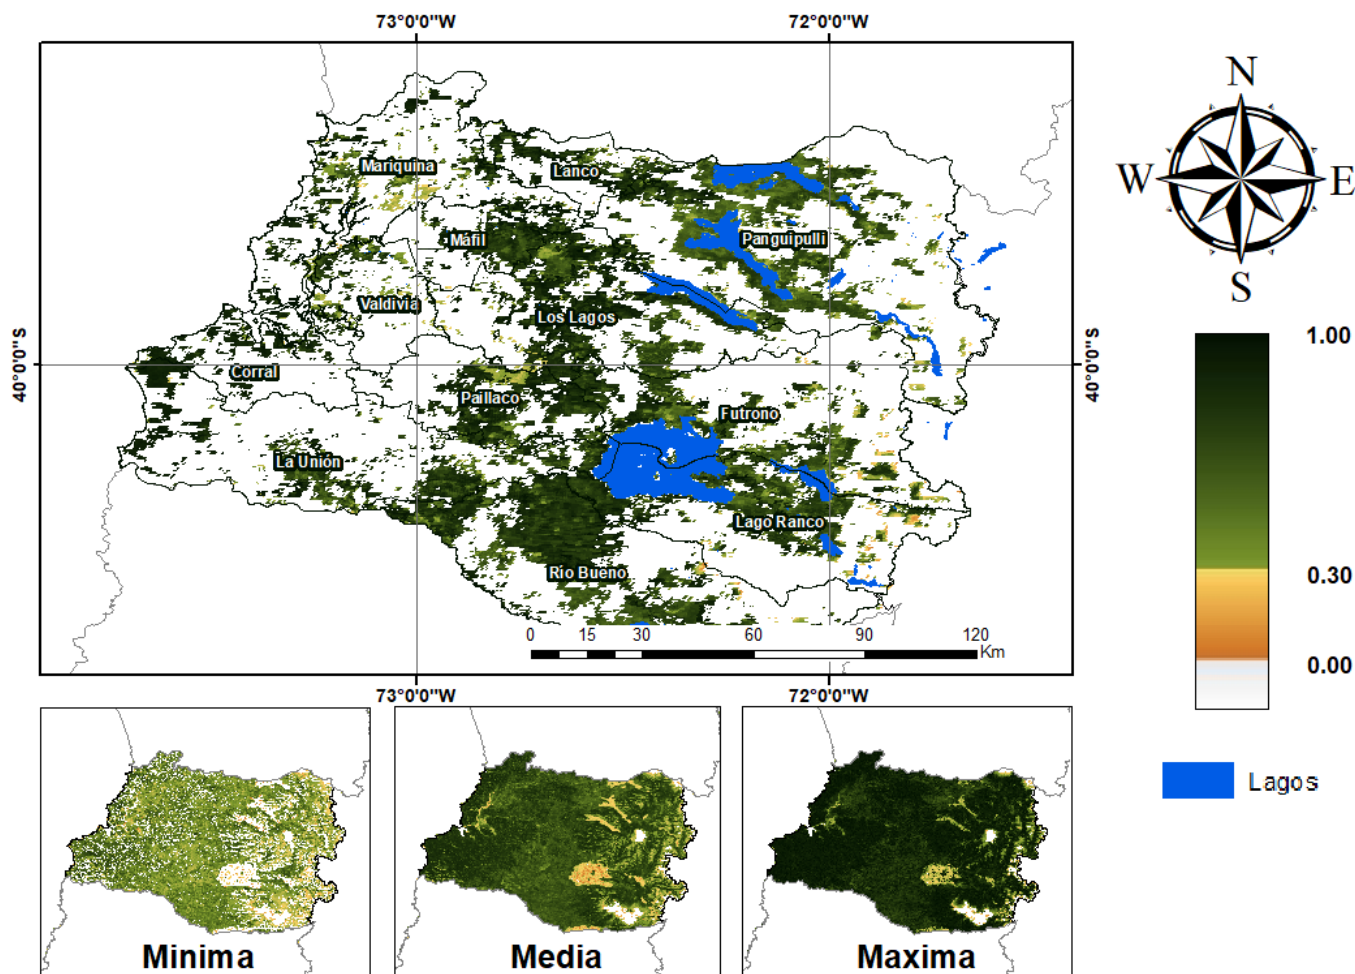 73°0'0"W
72°0'0"W
N
W
E
S
Mariquina
Lanco
Máfil
Panguipulli
Valdivia
Los Lagos
40°0'0"S
40°0'0"S
Corral
Paillaco
Futrono
La Unión
Lago Ranco
Río Bueno
0 15 30 60 90 120
Km
73°0'0"W
72°0'0"W
1.00
0.30
0.00
Lagos
Minima
Media
Maxima